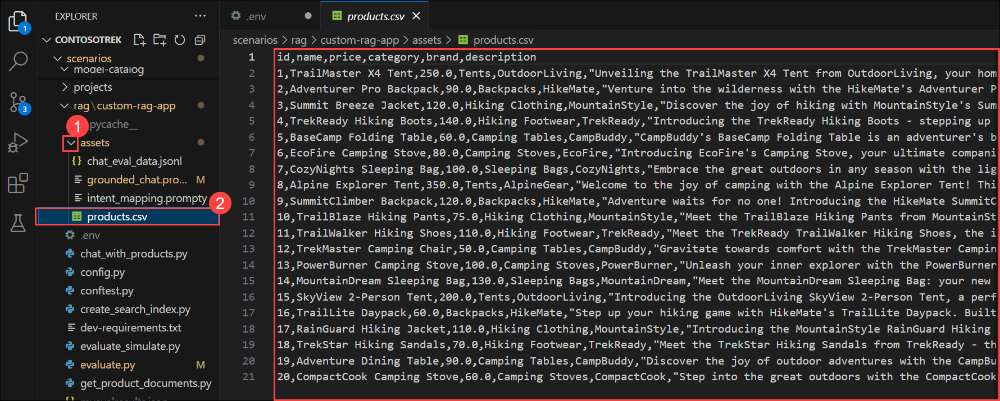 EXPLORER
CONTOSOTREK
scenarios
model-catalog
projects
rag\custom-rag-app
pycache__
assets
chat_eval_data.jsonl
grounded_chat.pro... M
intent_mapping.prompty
products.csv
.env
chat_with_products.py
config.py
conftest.py
create_search_index.py
dev-requirements.txt
evaluate_simulate.py
evaluate.py M
get_product_documents.py
1
3
1
2
.env
products.csv
scenarios > rag > custom-rag-app > assets > products.csv
1 id,name,price,category,brand,description
2 1,TrailMaster X4 Tent,250.0,Tents,OutdoorLiving,"Unveiling the TrailMaster X4 Tent from OutdoorLiving, your hom
3 2,Adventurer Pro Backpack,90.0,Backpacks,HikeMate,"Venture into the wilderness with the HikeMate's Adventurer P
4 3,Summit Breeze Jacket,120.0,Hiking Clothing,MountainStyle,"Discover the joy of hiking with MountainStyle's Sum
5 4,TrekReady Hiking Boots,140.0,Hiking Footwear,TrekReady,"Introducing the TrekReady Hiking Boots - stepping up
6 5,BaseCamp Folding Table,60.0,Camping Tables,CampBuddy,"CampBuddy's BaseCamp Folding Table is an adventurer's b
7 6,EcoFire Camping Stove,80.0,Camping Stoves,EcoFire,"Introducing EcoFire's Camping Stove, your ultimate compani
8 7,CozyNights Sleeping Bag,100.0,Sleeping Bags,CozyNights,"Embrace the great outdoors in any season with the lig
9 8,Alpine Explorer Tent,350.0,Tents,AlpineGear,"Welcome to the joy of camping with the Alpine Explorer Tent! Thi
10 9,SummitClimber Backpack,120.0,Backpacks,HikeMate,"Adventure waits for no one! Introducing the HikeMate SummitC
11 10,TrailBlaze Hiking Pants,75.0,Hiking Clothing,MountainStyle,"Meet the TrailBlaze Hiking Pants from MountainSt
12 11,TrailWalker Hiking Shoes,110.0,Hiking Footwear,TrekReady,"Meet the TrekReady TrailWalker Hiking Shoes, the i
13 12,TrekMaster Camping Chair,50.0,Camping Tables,CampBuddy,"Gravitate towards comfort with the TrekMaster Campin
14 13,PowerBurner Camping Stove,100.0,Camping Stoves,PowerBurner,"Unleash your inner explorer with the PowerBurner
15 14,MountainDream Sleeping Bag,130.0,Sleeping Bags,MountainDream,"Meet the MountainDream Sleeping Bag: your new
16 15,SkyView 2-Person Tent,200.0,Tents,OutdoorLiving,"Introducing the OutdoorLiving SkyView 2-Person Tent, a perf
17 16,TrailLite Daypack,60.0,Backpacks,HikeMate,"Step up your hiking game with HikeMate's TrailLite Daypack. Built
18 17,RainGuard Hiking Jacket,110.0,Hiking Clothing,MountainStyle,"Introducing the MountainStyle RainGuard Hiking
19 18,TrekStar Hiking Sandals,70.0,Hiking Footwear,TrekReady,"Meet the TrekStar Hiking Sandals from TrekReady - th
20 19,Adventure Dining Table,90.0,Camping Tables,CampBuddy,"Discover the joy of outdoor adventures with the CampBu
21 20,CompactCook Camping Stove,60.0,Camping Stoves,CompactCook,"Step into the great outdoors with the CompactCook